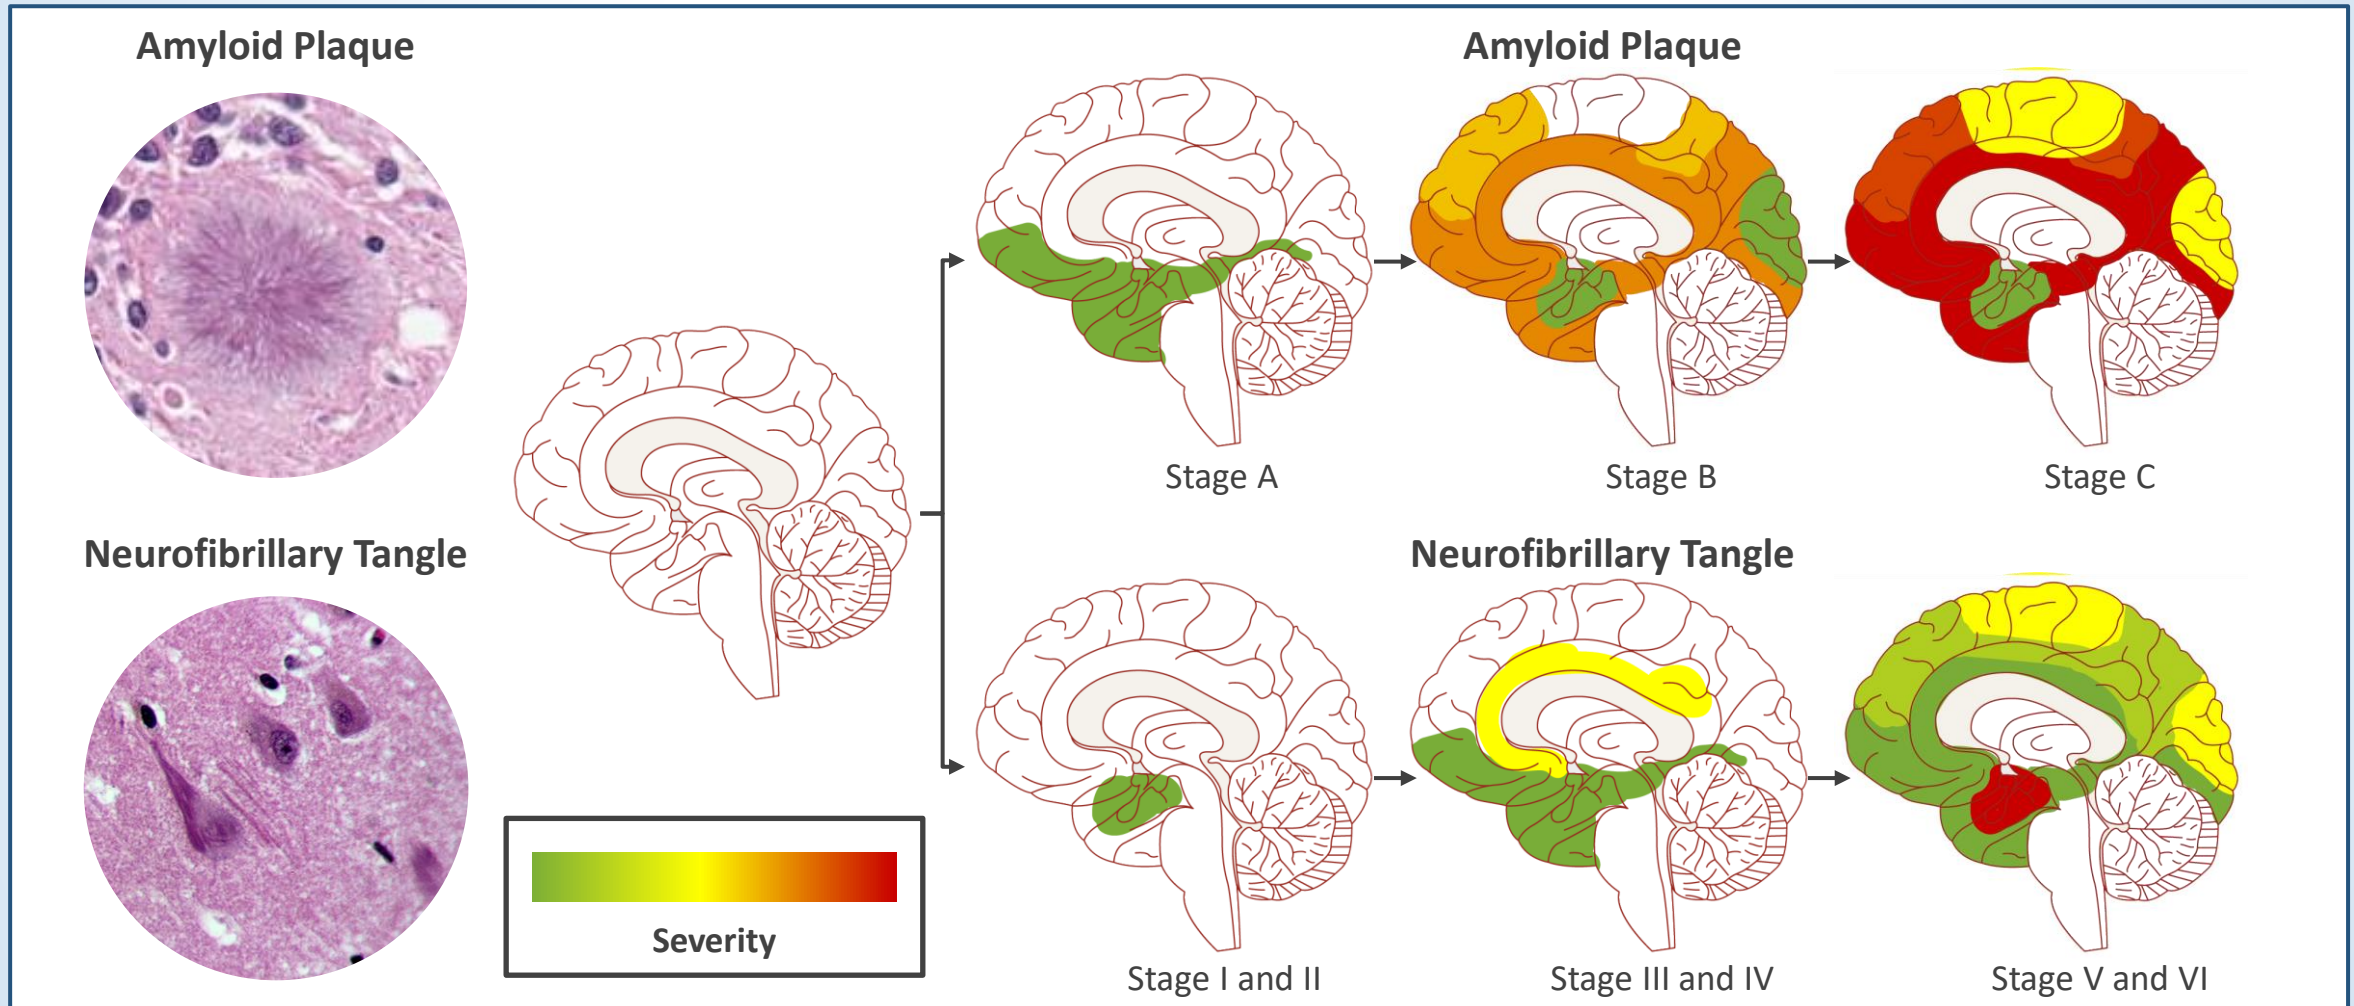 Amyloid Plaque
Neurofibrillary Tangle
Severity
Amyloid Plaque
Stage A
Stage B
Stage C
Neurofibrillary Tangle
Stage I and II
Stage III and IV
Stage V and VI